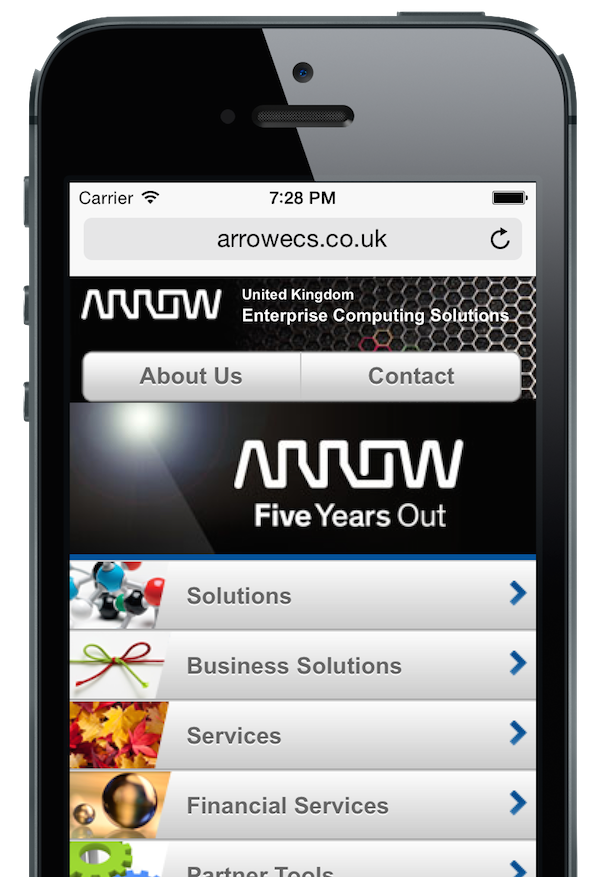 Carrier 7:28 PM
arrowecs.co.uk
ARROW United Kingdom
Enterprise Computing Solutions
About Us Contact
ARROW
Five Years Out
Solutions
Business Solutions
Services
Financial Services
Partner Tools